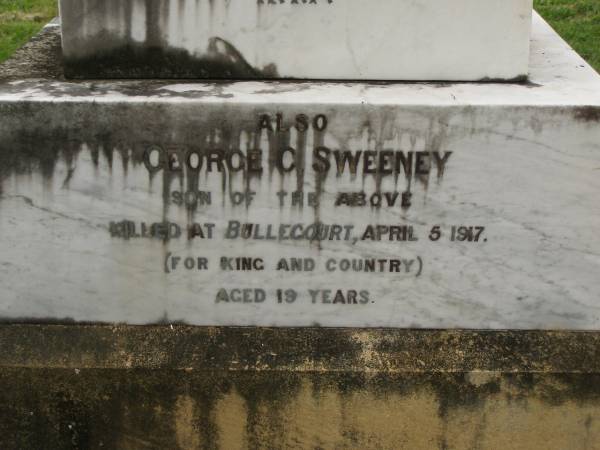 ALSO
GEORGE C. SWEENEY
SON OF THE ABOVE
KILLED AT BULLECOURT, APRIL 5 1917.
(FOR KING AND COUNTRY)
AGED 19 YEARS.